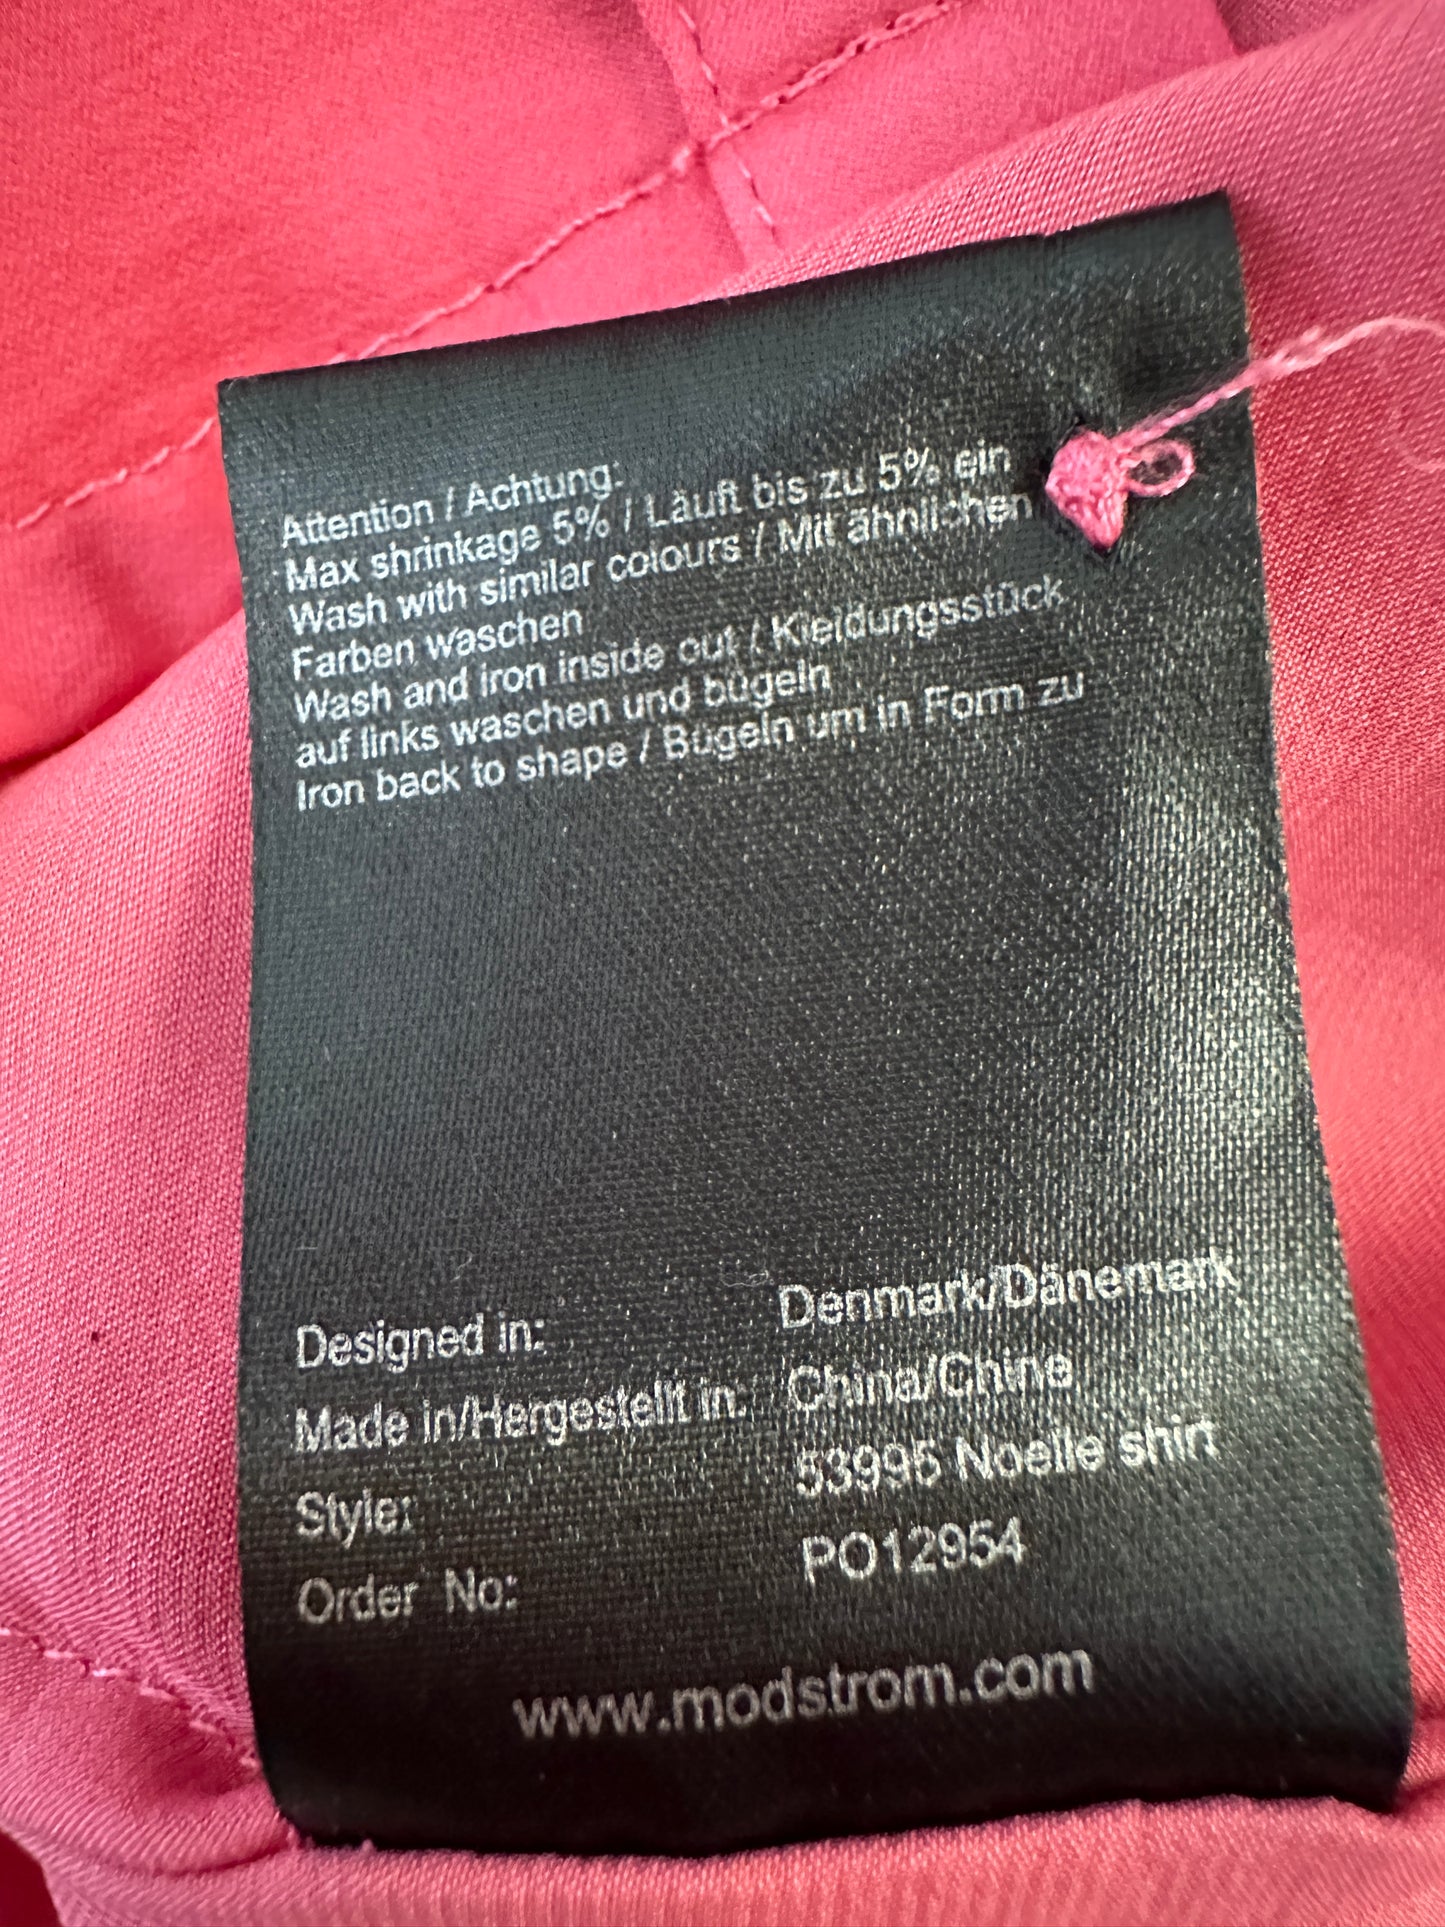 Attention / Achtung:
Max shrinkage 5% / Läuft bis zu 5% ein
Wash with similar colours / Mit ähnlichen
Farben waschen
Wash and iron inside out / Kleidungsstück
auf links waschen und bügeln
Iron back to shape / Bügeln um in Form zu
Designed in: Denmark/Dänemark
Made in/Hergestellt in: China/Chine
Style: 53995 Noelle shirt
Order No: PO12954
www.modstrom.com